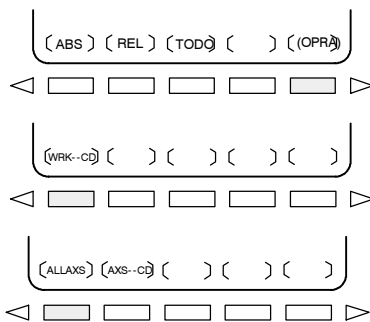 (ABS) (REL) (TODO) ( ) ((OPRA)
(WRK--CD) ( ) ( ) ( ) ( )
(ALLAXS) (AXS--CD) ( ) ( ) ( )